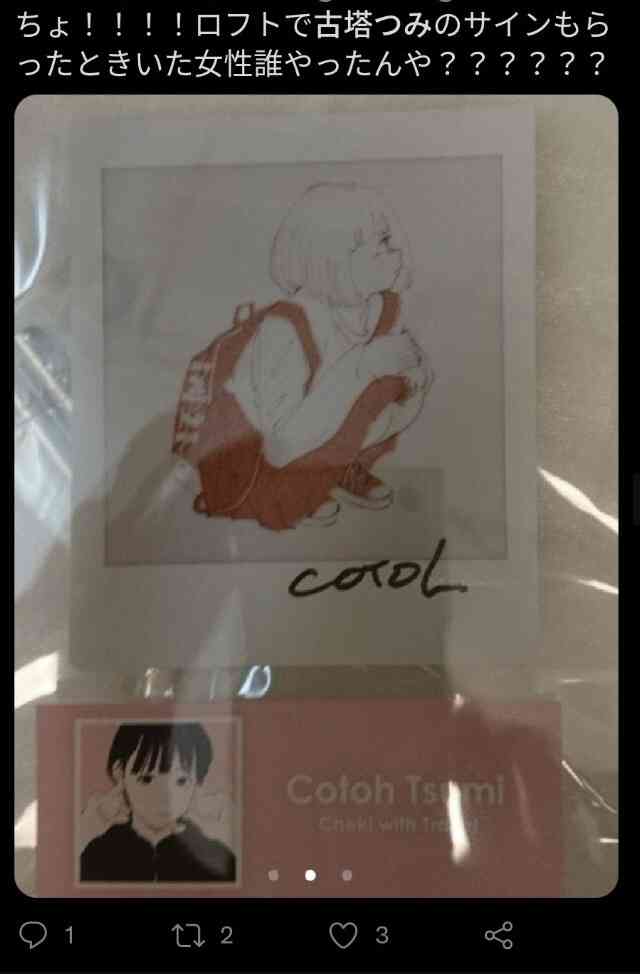 ちょ！！！！ロフトで古塔つみのサインもら
ったときいた女性誰やったんや？？？？？？
cotoh
Cotoh Tsumi
Cheki with
1
2
3